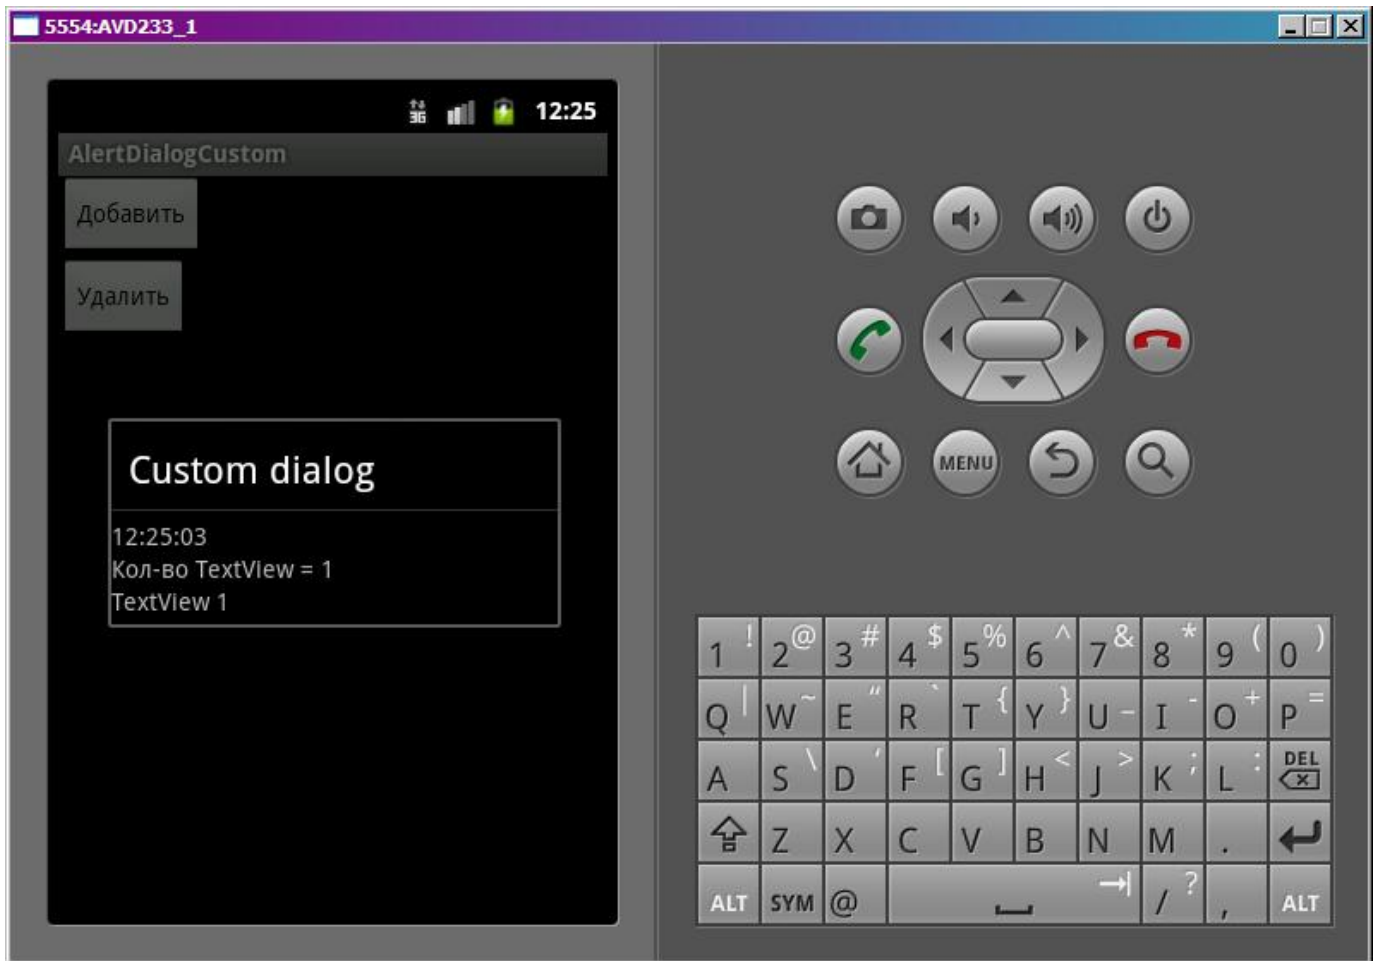 5554:AVD233_1
3G 12:25
AlertDialogCustom
Добавить
Удалить
Custom dialog
12:25:03
Кол-во TextView = 1
TextView 1
MENU
1 ! 2 @ 3 # 4 $ 5 % 6 ^ 7 & 8 * 9 ( 0 )
Q | W ~ E “ R ` T { Y } U _ I - O + P =
A S \ D ‘ F [ G ] H < J > K ; L : DEL
Z X C V B N M .
ALT SYM @ / ? , ALT